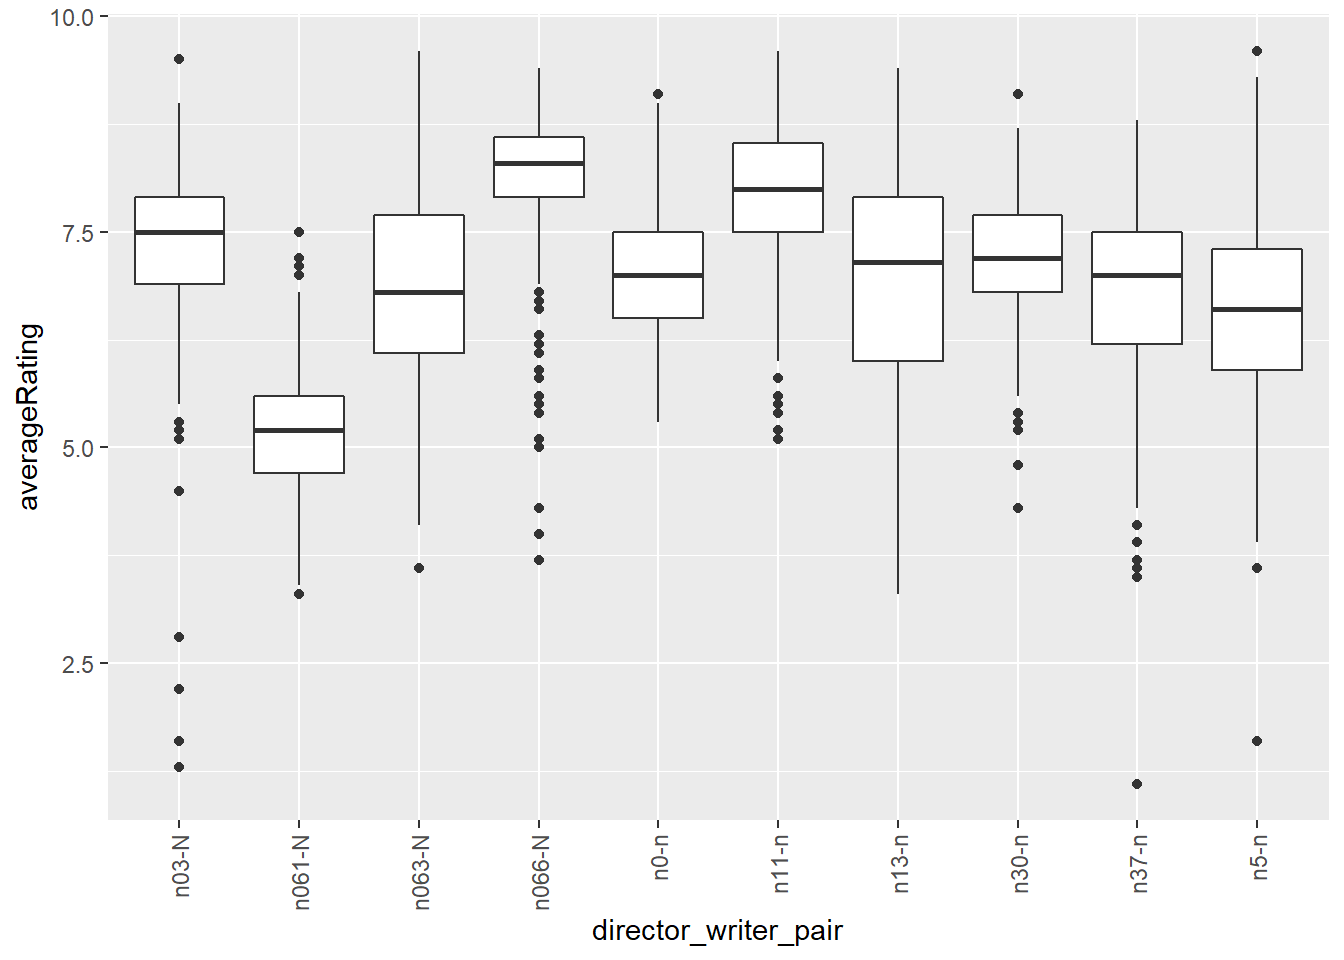 10.0
7.5
5.0
2.5
averageRating
n03-N
n061-N
n063-N
n066-N
n0-n
n11-n
n13-n
n30-n
n37-n
n5-n
director_writer_pair